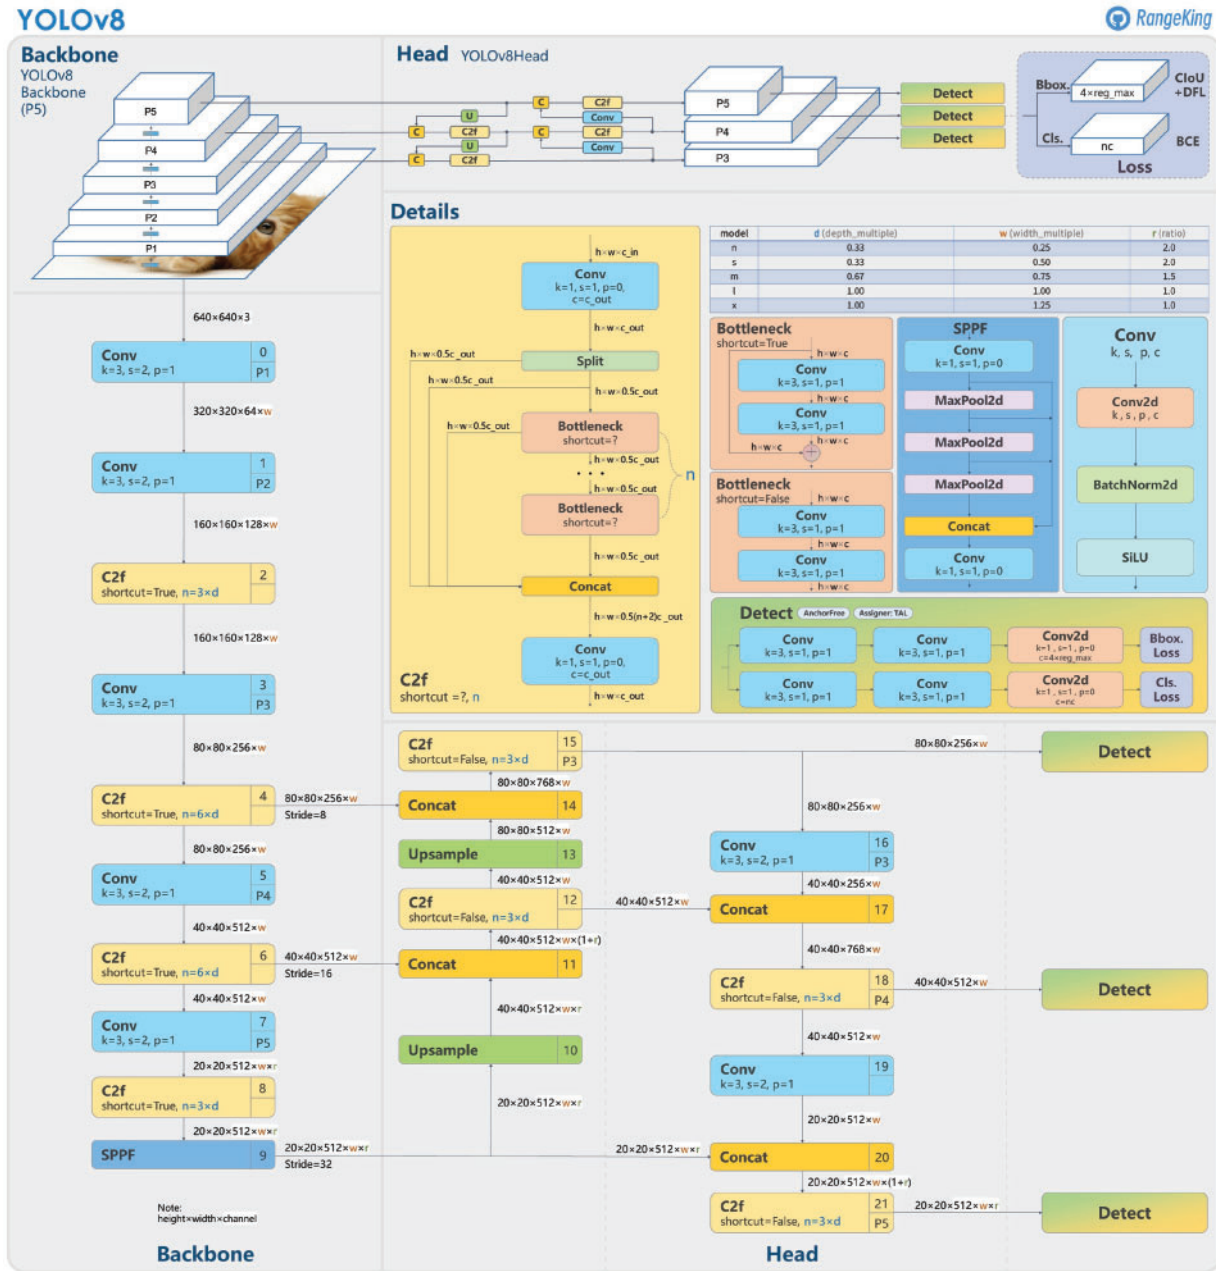 YOLOv8
RangeKing
Backbone
YOLOv8
Backbone
(P5)
P5
P4
P3
P2
P1
Head YOLOv8Head
U
U
C
C
C
C
C2f
C2f
C2f
C2f
Conv
Conv
P5
P4
P3
Detect
Detect
Detect
Bbox.
4×reg_max
CIoU
+DFL
Cls.
nc
BCE
Loss
640×640×3
Conv
k=3, s=2, p=1
0
P1
320×320×64×w
Conv
k=3, s=2, p=1
1
P2
160×160×128×w
C2f
shortcut=True, n=3×d
2
160×160×128×w
Conv
k=3, s=2, p=1
3
P3
80×80×256×w
C2f
shortcut=True, n=6×d
4
80×80×256×w
Stride=8
80×80×256×w
Conv
k=3, s=2, p=1
5
P4
40×40×512×w
C2f
shortcut=True, n=6×d
6
40×40×512×w
Stride=16
40×40×512×w
Conv
k=3, s=2, p=1
7
P5
20×20×512×w×r
C2f
shortcut=True, n=3×d
8
20×20×512×w×r
SPPF
9
20×20×512×w×r
Stride=32
Note:
height×width×channel
Backbone
Details
h×w×c_in
Conv
k=1, s=1, p=0,
c=c_out
h×w×c_out
h×w×0.5c_out
Split
h×w×0.5c_out
h×w×0.5c_out
h×w×0.5c_out
Bottleneck
shortcut=?
h×w×0.5c_out
• • •
n
h×w×0.5c_out
Bottleneck
shortcut=?
h×w×0.5c_out
Concat
h×w×0.5(n+2)c_out
Conv
k=1, s=1, p=0,
c=c_out
C2f
shortcut =?, n
h×w×c_out
model d (depth_multiple) w (width_multiple) r (ratio)
n 0.33 0.25 2.0
s 0.33 0.50 2.0
m 0.67 0.75 1.5
l 1.00 1.00 1.0
x 1.00 1.25 1.0
Bottleneck
shortcut=True
h×w×c
Conv
k=3, s=1, p=1
h×w×c
Conv
k=3, s=1, p=1
h×w×c
h×w×c
+
Bottleneck
shortcut=False
h×w×c
Conv
k=3, s=1, p=1
h×w×c
Conv
k=3, s=1, p=1
h×w×c
SPPF
Conv
k=1, s=1, p=0
MaxPool2d
MaxPool2d
MaxPool2d
Concat
Conv
k=1, s=1, p=0
Conv
k, s, p, c
Conv2d
k, s, p, c
BatchNorm2d
SiLU
Detect AnchorFree Assigner: TAL
Conv
k=3, s=1, p=1
Conv
k=3, s=1, p=1
Conv2d
k=1, s=1, p=0
c=4×reg_max
Bbox.
Loss
Conv
k=3, s=1, p=1
Conv
k=3, s=1, p=1
Conv2d
k=1, s=1, p=0
c=nc
Cls.
Loss
C2f
shortcut=False, n=3×d
15
P3
80×80×768×w
Concat
14
80×80×512×w
Upsample
13
40×40×512×w
C2f
shortcut=False, n=3×d
12
40×40×512×w
40×40×512×w×(1+r)
Concat
11
40×40×512×w×r
Upsample
10
20×20×512×w×r
80×80×256×w
Detect
80×80×256×w
Conv
k=3, s=2, p=1
16
P3
40×40×256×w
Concat
17
40×40×768×w
C2f
shortcut=False, n=3×d
18
P4
40×40×512×w
Detect
40×40×512×w
Conv
k=3, s=2, p=1
19
20×20×512×w
20×20×512×w×r
Concat
20
20×20×512×w×(1+r)
C2f
shortcut=False, n=3×d
21
P5
20×20×512×w×r
Detect
Head